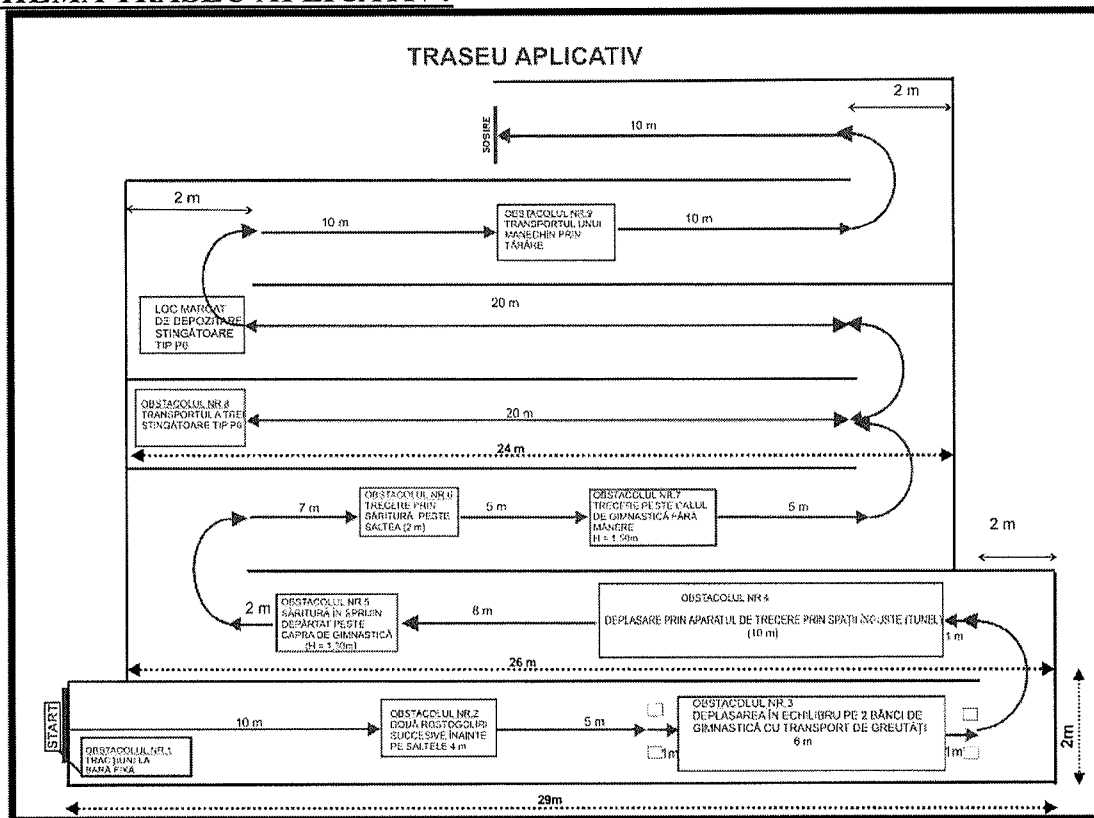 TRASEU APLICATIV
2 m
SOSIRE
10 m
2 m
10 m
OBSTACOLUL NR.9
TRANSPORTUL UNUI
MANECHIN PRIN
TÂRÂRE
10 m
LOC MARCAT
DE DEPOZITARE
STINGĂTOARE
TIP P6
20 m
OBSTACOLUL NR.8
TRANSPORTUL A TREI
STINGĂTOARE TIP P6
20 m
24 m
7 m
OBSTACOLUL NR.6
TRECERE PRIN
SĂRITURĂ PESTE
SALTEA (2 m)
5 m
OBSTACOLUL NR.7
TRECERE PESTE CALUL
DE GIMNASTICĂ FĂRĂ
MÂNERE
H = 1,50m
5 m
2 m
2 m
OBSTACOLUL NR.5
SĂRITURĂ ÎN SPRIJIN
DEPĂRTAT PESTE
CAPRA DE GIMNASTICĂ
(H = 1,30m)
8 m
OBSTACOLUL NR 4
DEPLASARE PRIN APARATUL DE TRECERE PRIN SPAȚII ÎNGUSTE (TUNEL)
(10 m)
1 m
26 m
START
OBSTACOLUL NR.1
TRACȚIUNI LA
BARĂ FIXĂ
10 m
OBSTACOLUL NR.2
DOUĂ ROSTOGOLIRI
SUCCESIVE ÎNAINTE
PE SALTELE 4 m
5 m
1m
OBSTACOLUL NR.3
DEPLASAREA ÎN ECHILIBRU PE 2 BĂNCI DE
GIMNASTICĂ CU TRANSPORT DE GREUTĂȚI
6 m
1m
2m
29m